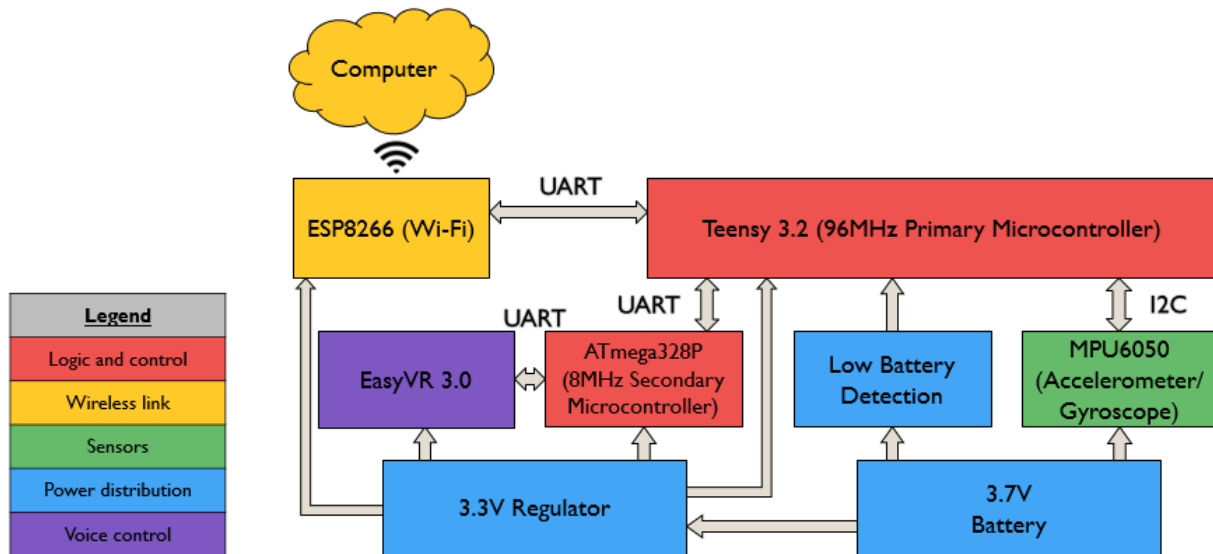 Computer
UART
ESP8266 (Wi-Fi)
Teensy 3.2 (96MHz Primary Microcontroller)
UART
UART
I2C
Legend
Logic and control
Wireless link
Sensors
Power distribution
Voice control
EasyVR 3.0
ATmega328P
(8MHz Secondary
Microcontroller)
Low Battery
Detection
MPU6050
(Accelerometer/
Gyroscope)
3.3V Regulator
3.7V
Battery